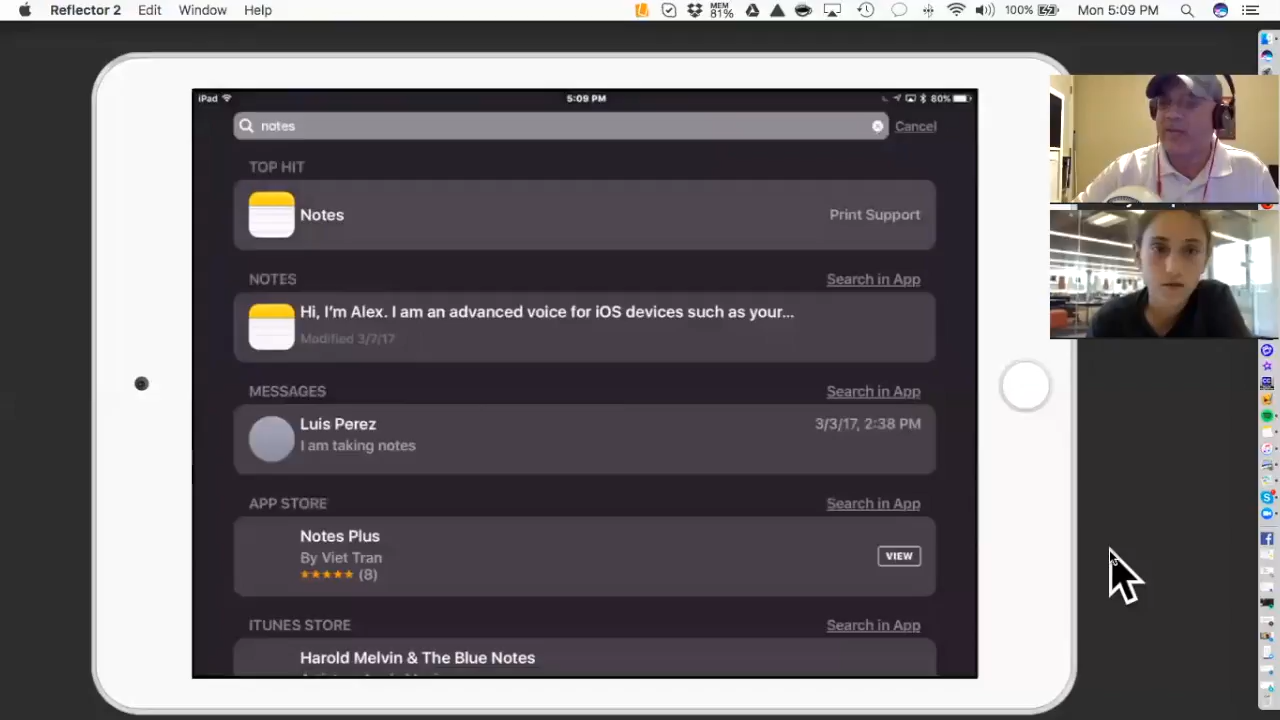 Reflector 2 Edit Window Help MEM 81% 100% Mon 5:09 PM
iPad 5:09 PM 80%
notes Cancel
TOP HIT
Notes Print Support
NOTES Search in App
Hi, I'm Alex. I am an advanced voice for iOS devices such as your...
Modified 3/7/17
MESSAGES Search in App
Luis Perez 3/3/17, 2:38 PM
I am taking notes
APP STORE Search in App
Notes Plus
By Viet Tran VIEW
★★★★★ (8)
ITUNES STORE Search in App
Harold Melvin & The Blue Notes